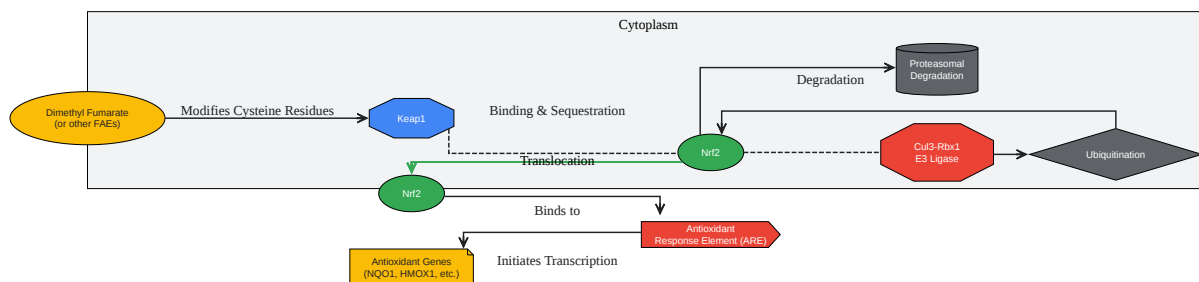 Cytoplasm
Proteasomal
Degradation
Degradation
Dimethyl Fumarate
(or other FAEs)
Modifies Cysteine Residues
Keap1
Binding & Sequestration
Nrf2
Cul3-Rbx1
E3 Ligase
Ubiquitination
Translocation
Nrf2
Binds to
Antioxidant
Response Element (ARE)
Antioxidant Genes
(NQO1, HMOX1, etc.)
Initiates Transcription